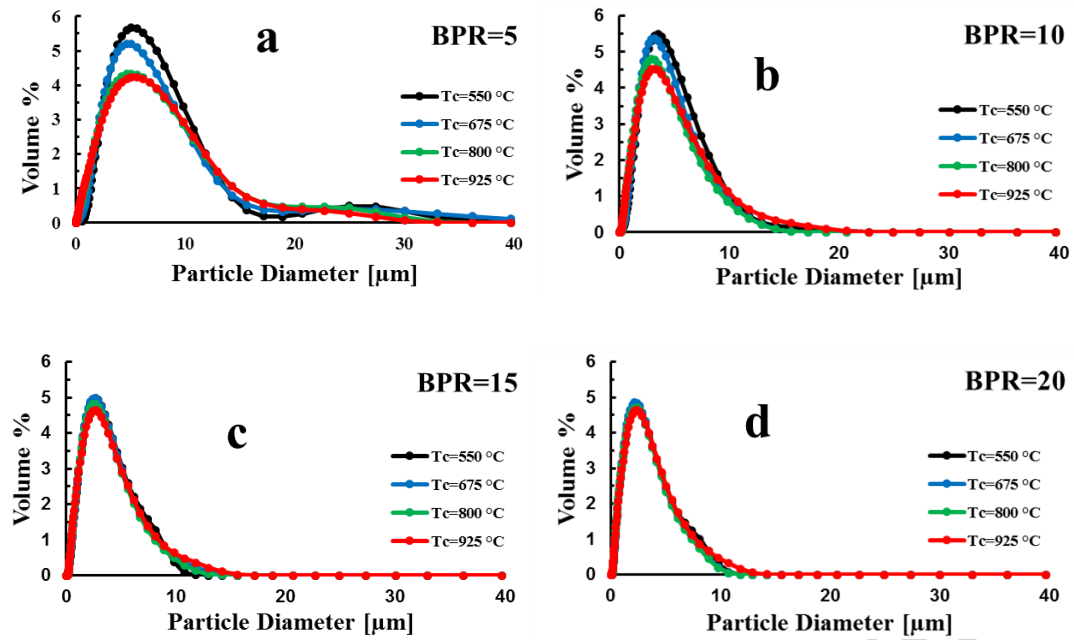 a
BPR=5
Volume %
6
5
4
3
2
1
0
Tc=550 °C
Tc=675 °C
Tc=800 °C
Tc=925 °C
0 10 20 30 40
Particle Diameter [µm]
b
BPR=10
Volume %
6
5
4
3
2
1
0
Tc=550 °C
Tc=675 °C
Tc=800 °C
Tc=925 °C
0 10 20 30 40
Particle Diameter [µm]
c
BPR=15
Volume %
6
5
4
3
2
1
0
Tc=550 °C
Tc=675 °C
Tc=800 °C
Tc=925 °C
0 10 20 30 40
Particle Diameter [µm]
d
BPR=20
Volume %
6
5
4
3
2
1
0
Tc=550 °C
Tc=675 °C
Tc=800 °C
Tc=925 °C
0 10 20 30 40
Particle Diameter [µm]